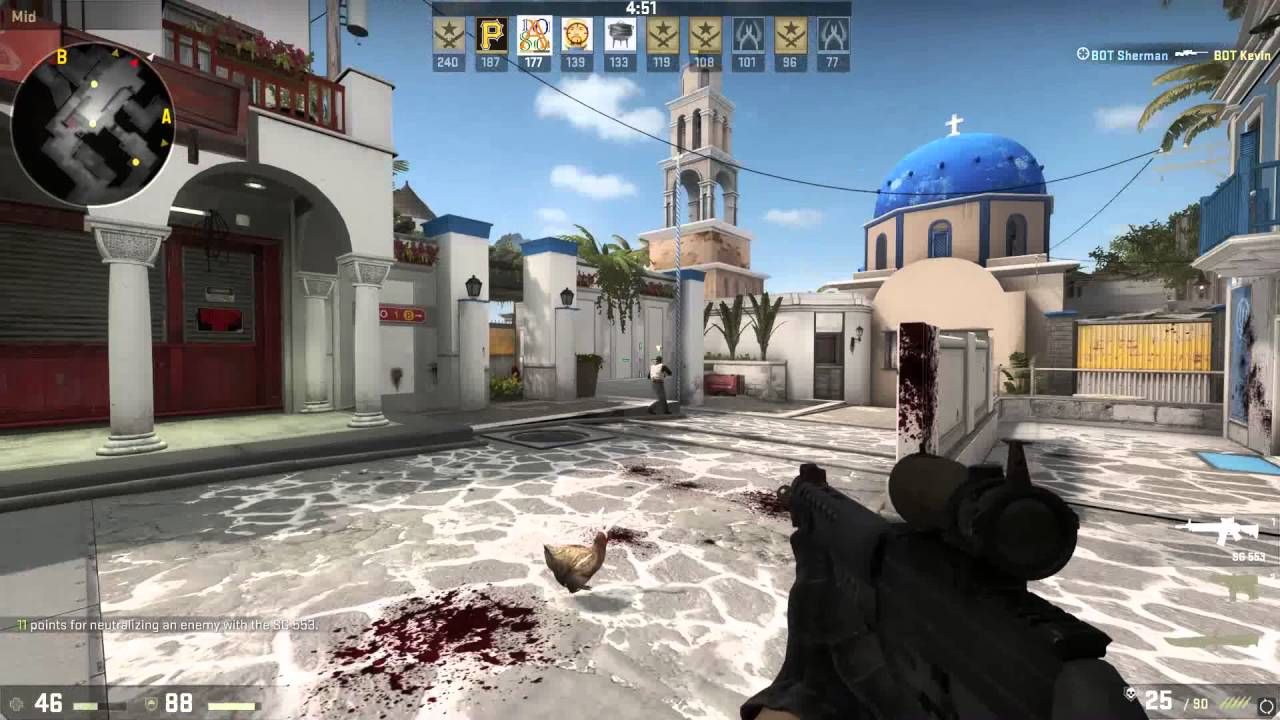 Mid
4:51
240 187 177 139 133 119 108 101 96 77
BOT Sherman BOT Kevin
B
A
SG 553
11 points for neutralizing an enemy with the SG 553.
46 88
25 / 90